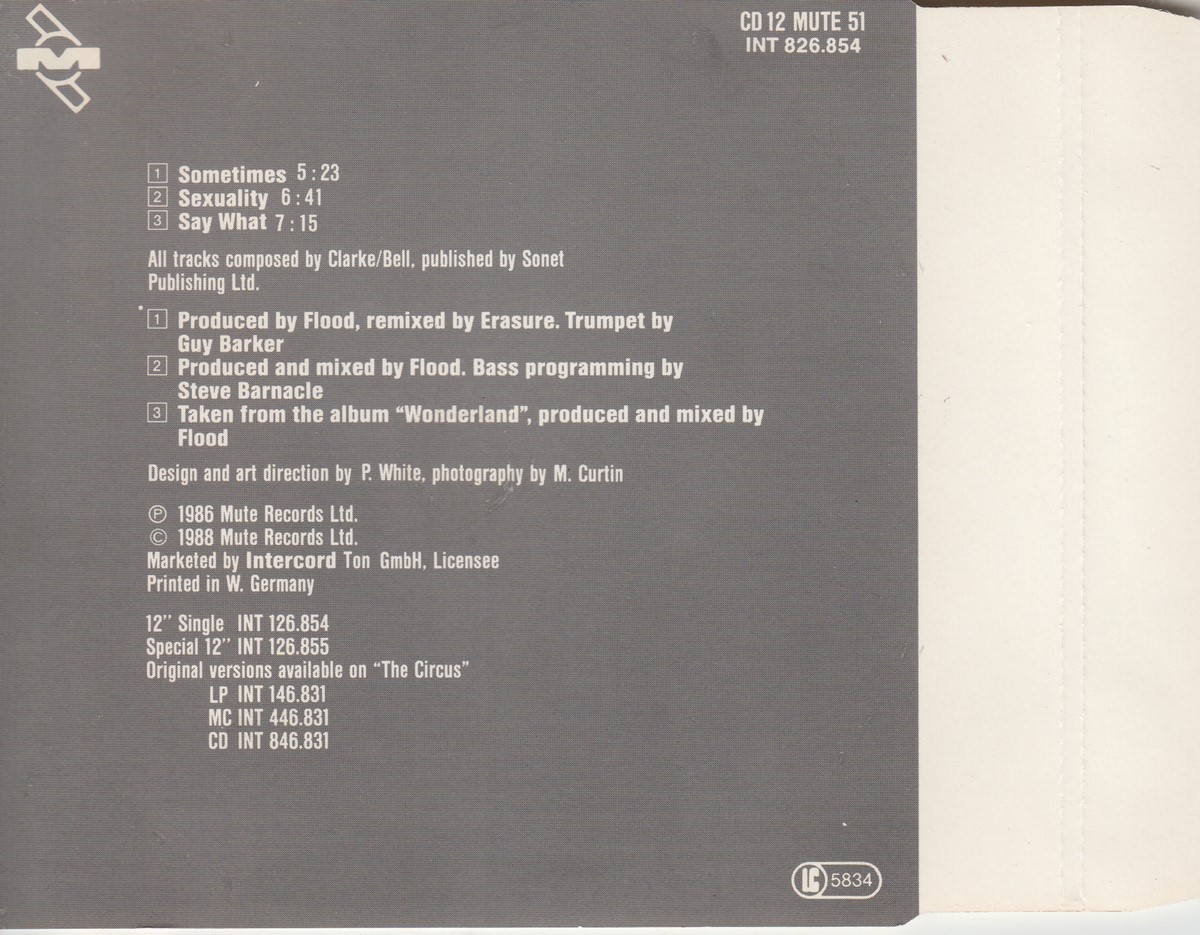 M
CD 12 MUTE 51
INT 826.854
1 Sometimes 5:23
2 Sexuality 6:41
3 Say What 7:15
All tracks composed by Clarke/Bell, published by Sonet
Publishing Ltd.
1 Produced by Flood, remixed by Erasure. Trumpet by
Guy Barker
2 Produced and mixed by Flood. Bass programming by
Steve Barnacle
3 Taken from the album “Wonderland”, produced and mixed by
Flood
Design and art direction by P. White, photography by M. Curtin
Ⓟ 1986 Mute Records Ltd.
© 1988 Mute Records Ltd.
Marketed by Intercord Ton GmbH, Licensee
Printed in W. Germany
12” Single INT 126.854
Special 12” INT 126.855
Original versions available on “The Circus”
LP INT 146.831
MC INT 446.831
CD INT 846.831
LC 5834